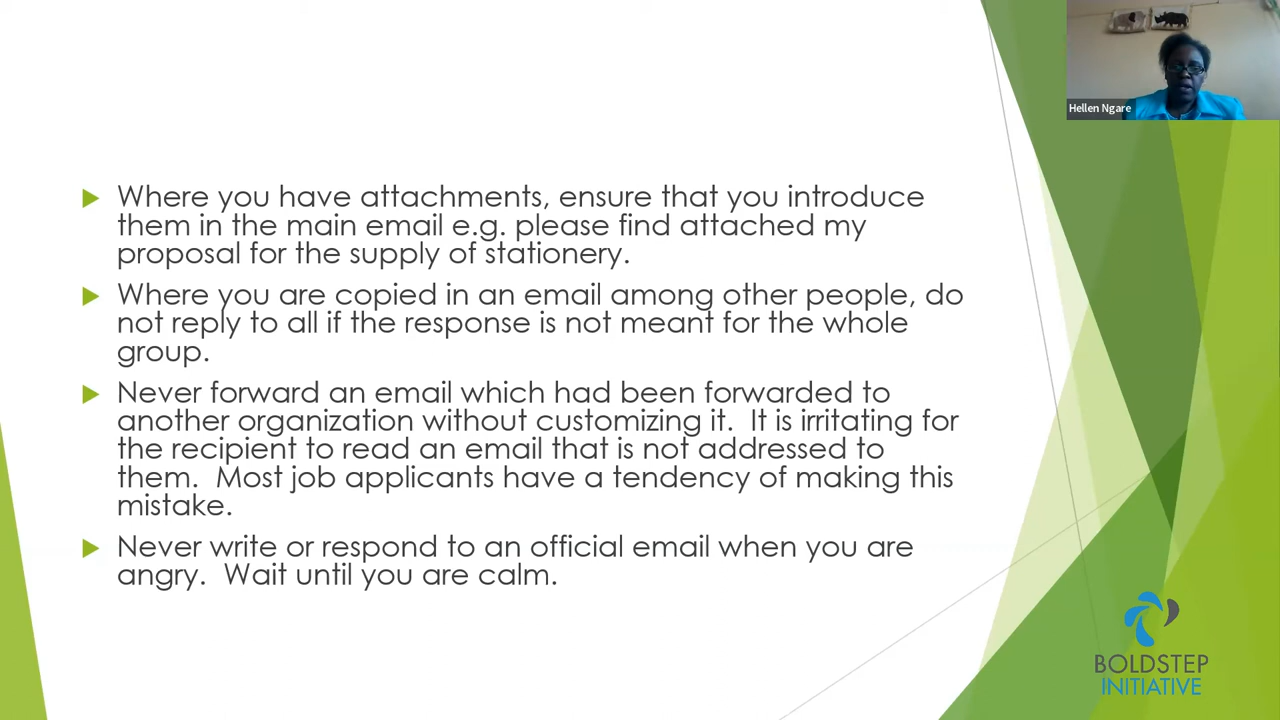 Hellen Ngare
Where you have attachments, ensure that you introduce
them in the main email e.g. please find attached my
proposal for the supply of stationery.
Where you are copied in an email among other people, do
not reply to all if the response is not meant for the whole
group.
Never forward an email which had been forwarded to
another organization without customizing it.  It is irritating for
the recipient to read an email that is not addressed to
them.  Most job applicants have a tendency of making this
mistake.
Never write or respond to an official email when you are
angry.  Wait until you are calm.
BOLDSTEP
INITIATIVE